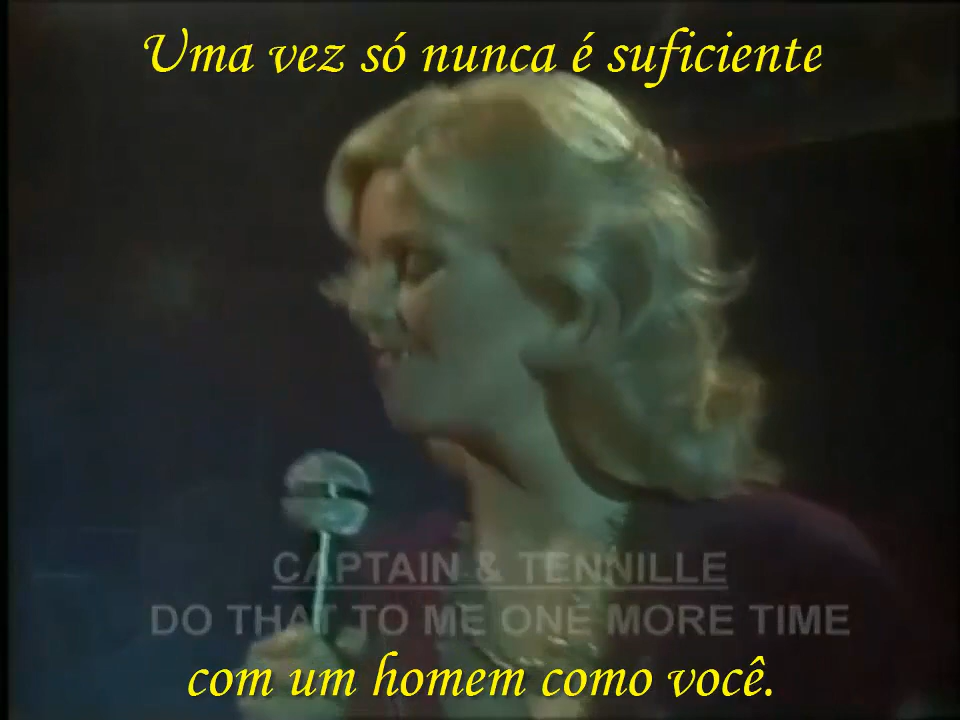 Uma vez só nunca é suficiente
CAPTAIN & TENNILLE
DO THAT TO ME ONE MORE TIME
com um homem como você.